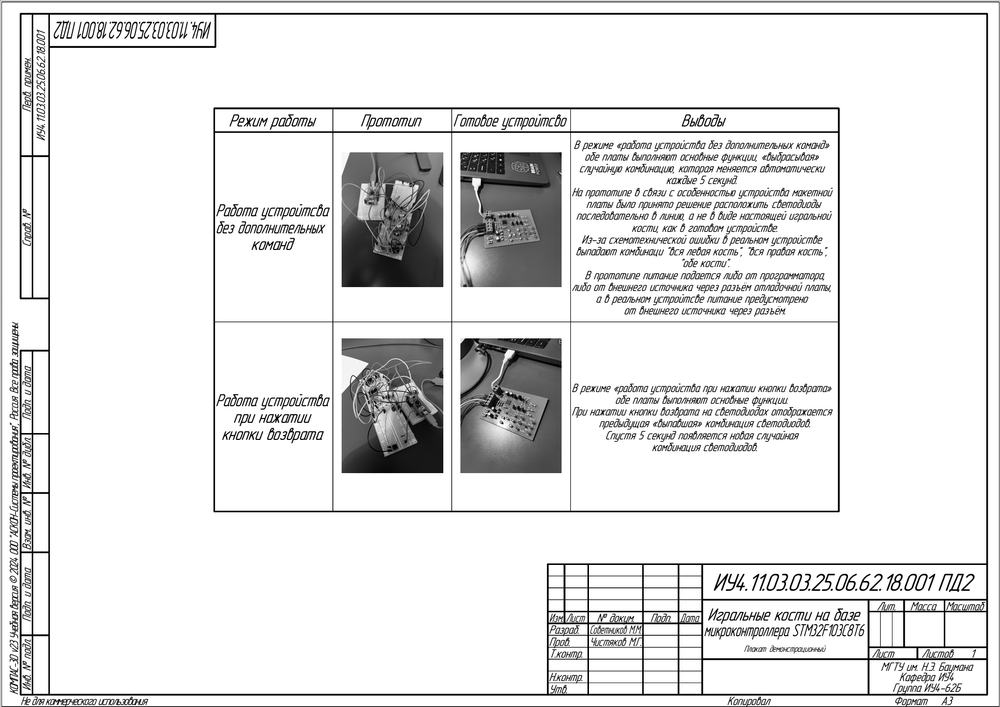 ИУ4.11.03.03.25.06.62.18.001 ПД2
Перв. примен.
ИУ4.11.03.03.25.06.62.18.001
Справ. №
Подп. и дата
Инв. № дубл.
Взам. инв. №
Подп. и дата
Инв. № подл.
КОМПАС-3D v23 Учебная версия © 2024 ООО "АСКОН-Системы проектирования", Россия. Все права защищены.
Режим работы
Прототип
Готовое устройтсво
Выводы
Работа устройтсва
без дополнительных
команд
BRAIN
POWER
В режиме «работа устройства без дополнительных команд»
обе платы выполняют основные функции, «выбрасывая»
случайную комбинацию, которая меняется автоматически
каждые 5 секунд.
На прототипе в связи с особенностью устройства макетной
платы было принято решение расположить светодиоды
последовательно в линию, а не в виде настоящей игральной
кости, как в готовом устройстве.
Из-за схемотехнической ошибки в реальном устройстве
выпадают комбинаци "вся левая кость", "вся правая кость",
"обе кости".
В прототипе питание подается либо от программатора,
либо от внешнего источника через разъём отладочной платы,
а в реальном устройтсве питание предусмотрено
от внешнего источника через разъём.
Работа устройства
при нажатии
кнопки возврата
В режиме «работа устройства при нажатии кнопки возврата»
обе платы выполняют основные функции.
При нажатии кнопки возврата на светодиодах отображается
предыдущая «выпавшая» комбинация светодиодов.
Спустя 5 секунд появляется новая случайная
комбинация светодиодов.
ИУ4.11.03.03.25.06.62.18.001 ПД2
Изм. Лист № докум. Подп. Дата
Разраб. Советников М.М.
Пров. Чистяков М.Г.
Т.контр.
Н.контр.
Утв.
Игральные кости на базе
микроконтроллера STM32F103C8T6
Плакат демонстрационный
Лит. Масса Масштаб
Лист Листов 1
МГТУ им. Н.Э. Баумана
Кафедра ИУ4
Группа ИУ4-62Б
Не для коммерческого использования
Копировал
Формат А3